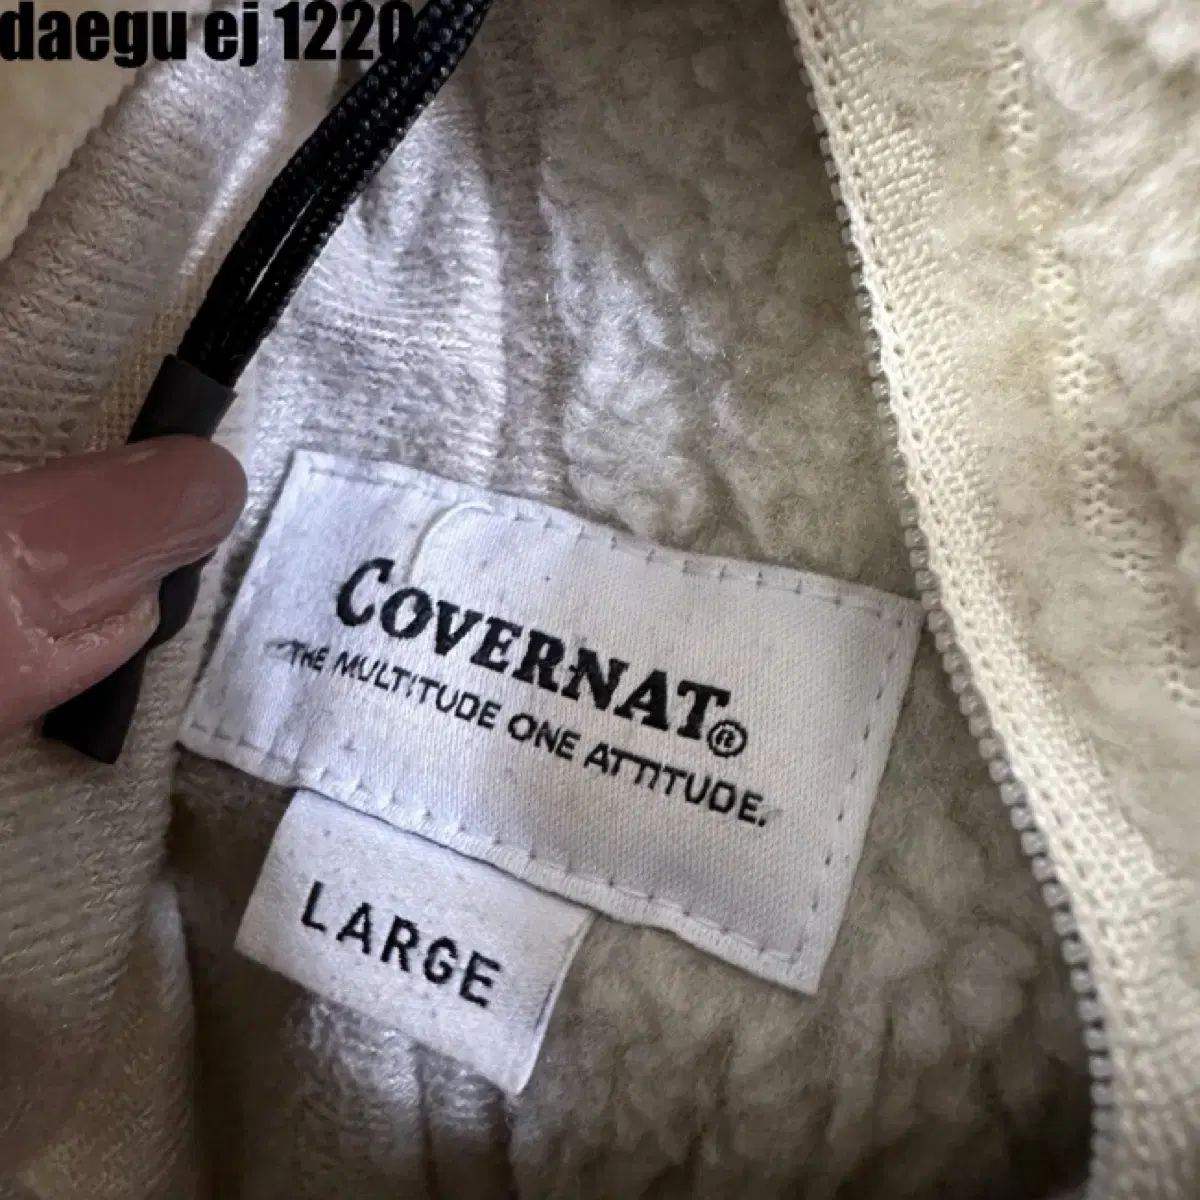 daegu ej 1220
COVERNAT®
THE MULTITUDE ONE ATTITUDE.
LARGE